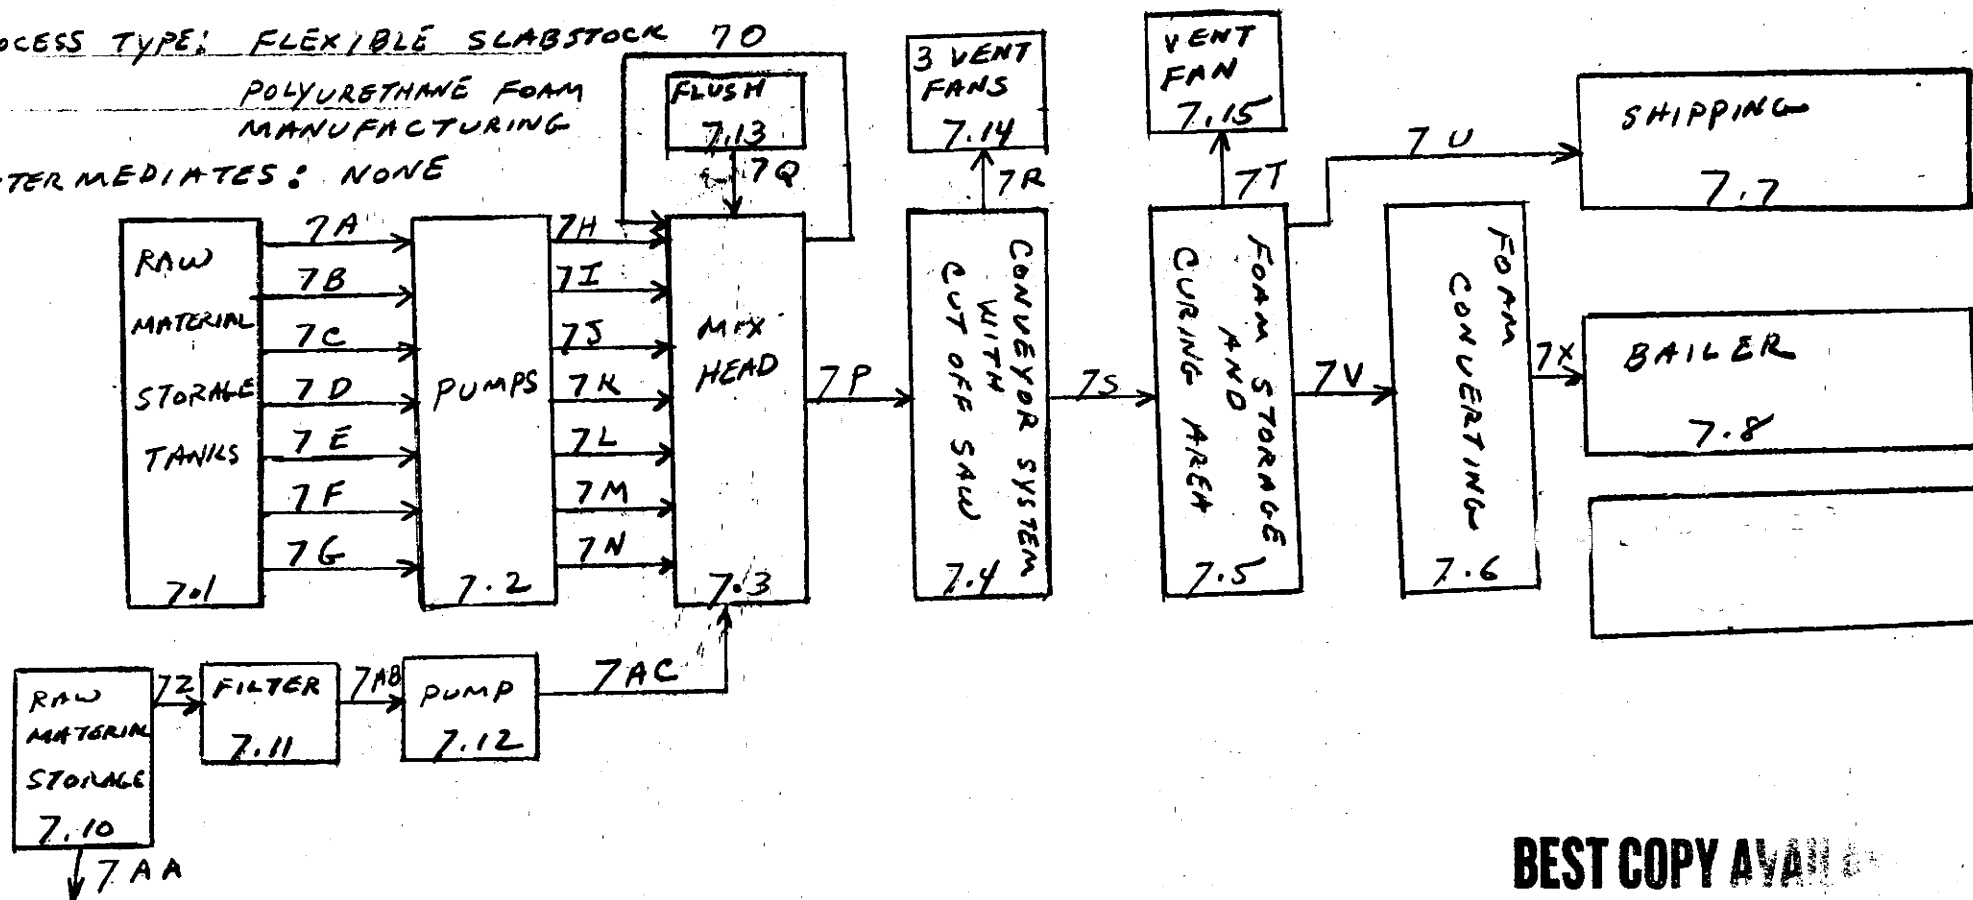 OCESS TYPE: FLEXIBLE SLABSTOCK
POLYURETHANE FOAM
MANUFACTURING
TERMEDIATES: NONE
7O
FLUSH
7.13
7Q
3 VENT
FANS
7.14
7R
VENT
FAN
7.15
7T
7U
SHIPPING
7.7
RAW
MATERIAL
STORAGE
TANKS
7.1
7A
7B
7C
7D
7E
7F
7G
PUMPS
7.2
7H
7I
7J
7K
7L
7M
7N
MIX
HEAD
7.3
7P
CONVEYOR SYSTEM
WITH
CUT OFF SAW
7.4
7S
FOAM STORAGE
AND
CURING AREA
7.5
7V
FOAM
CONVERTING
7.6
7X
BAILER
7.8
RAW
MATERIAL
STORAGE
7.10
7Z
FILTER
7.11
7AB
PUMP
7.12
7AC
7AA
BEST COPY